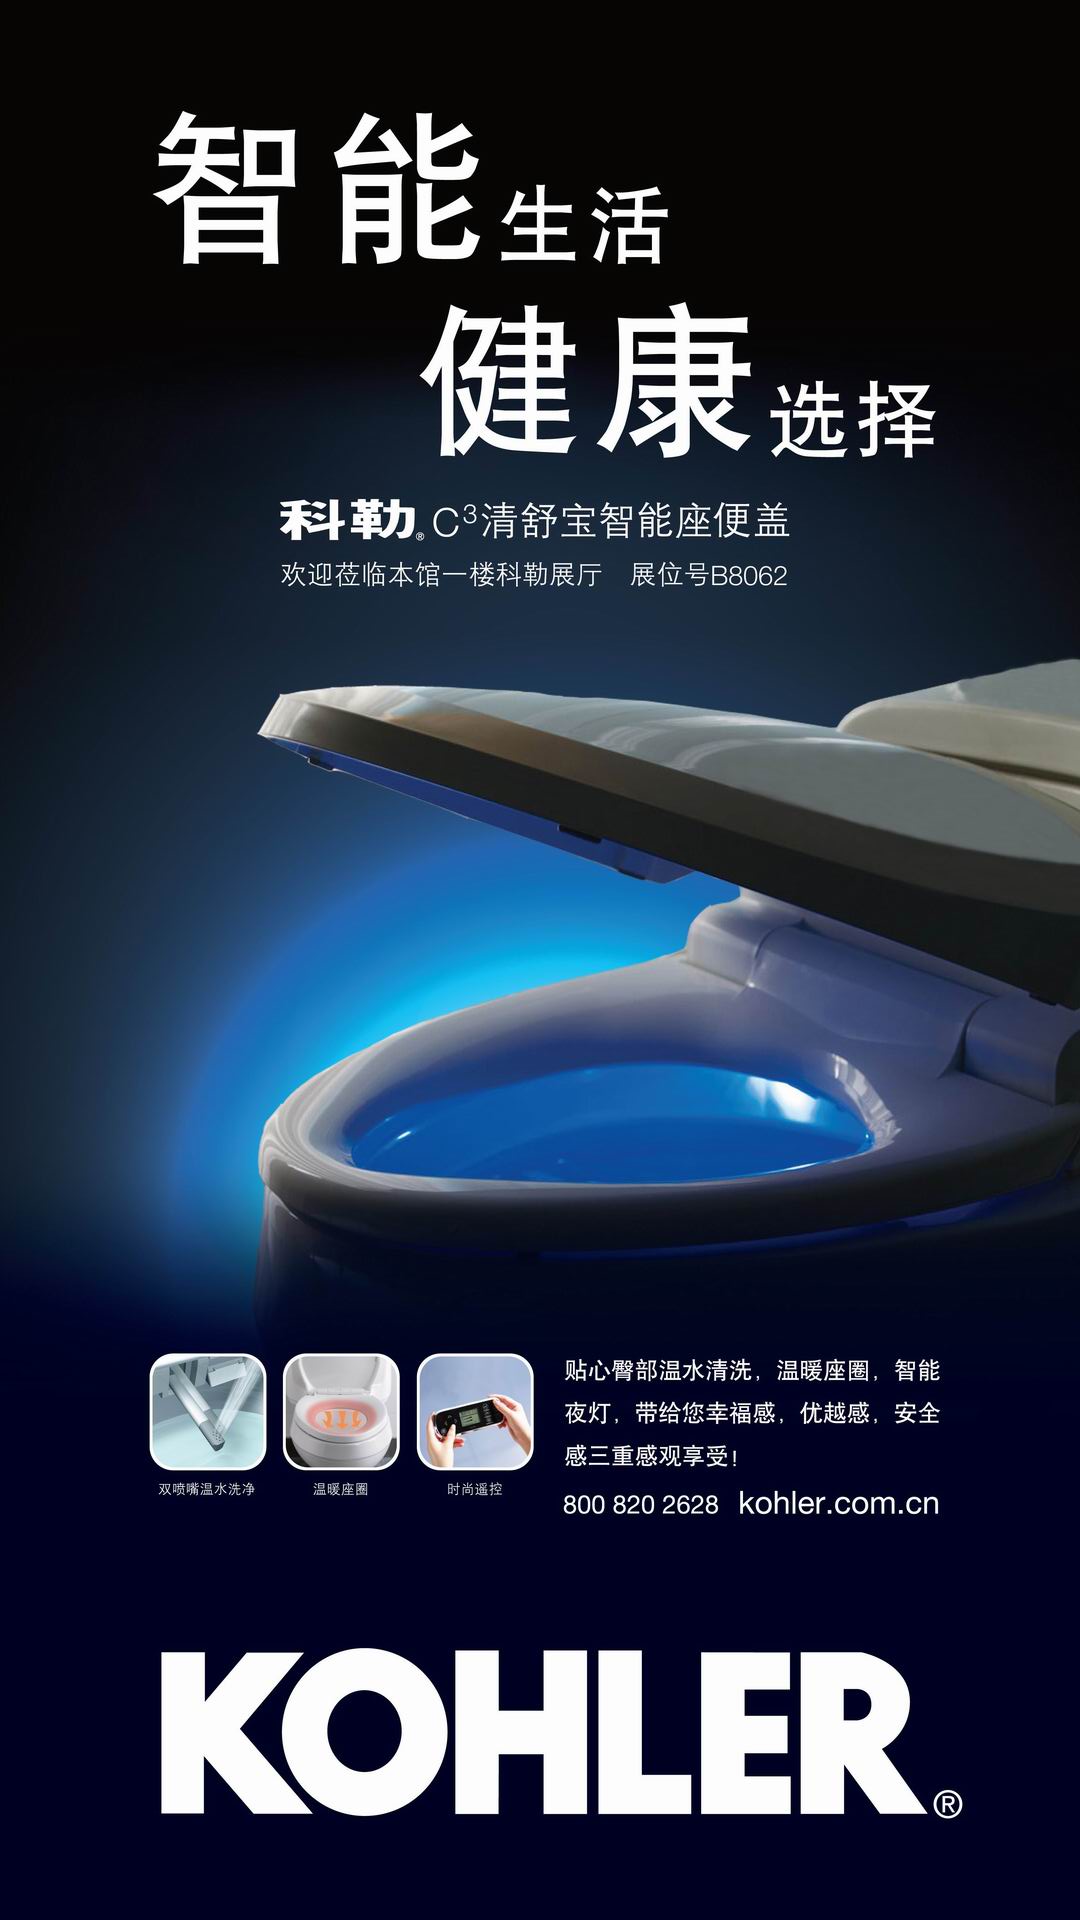 智能生活
健康选择
科勒® C³清舒宝智能座便盖
欢迎莅临本馆一楼科勒展厅 展位号B8062
贴心臀部温水清洗，温暖座圈，智能
夜灯，带给您幸福感，优越感，安全
感三重感观享受！
双喷嘴温水洗净 温暖座圈 时尚遥控
800 820 2628 kohler.com.cn
KOHLER®